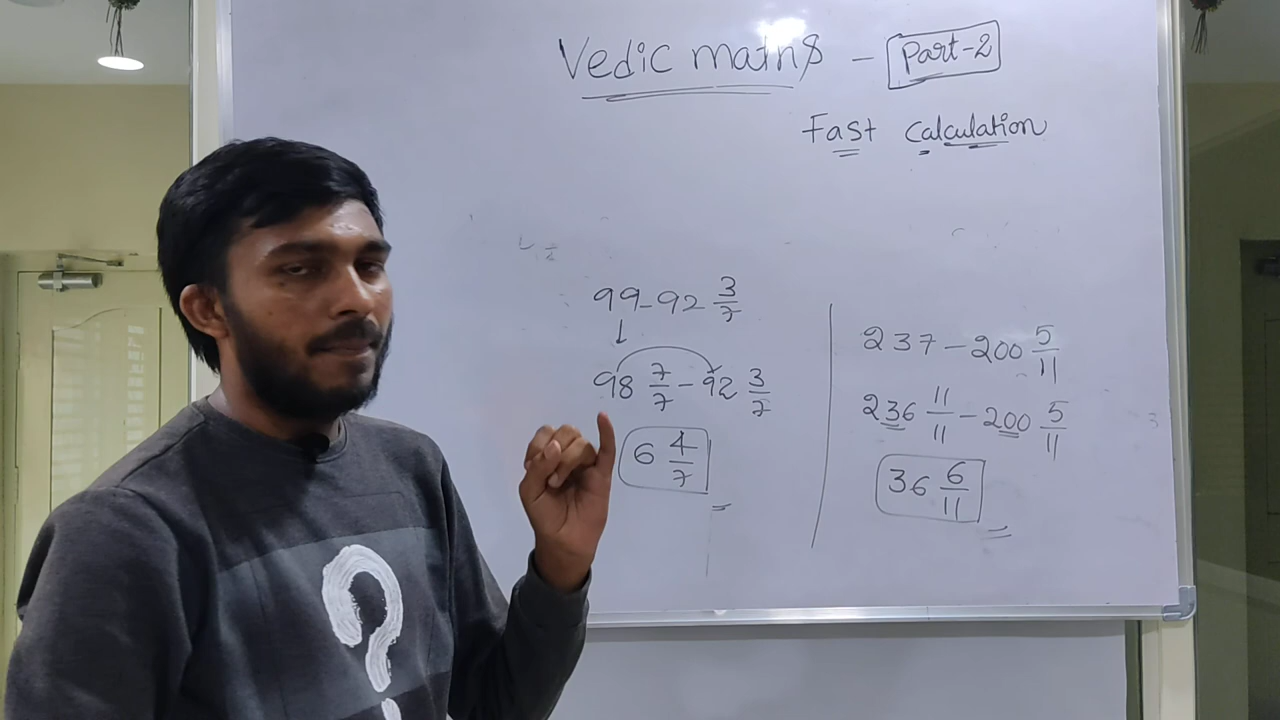 Vedic maths - Part-2
Fast Calculation
99-92 3/7
98 7/7 - 92 3/7
6 4/7
237-200 5/11
236 11/11 - 200 5/11
36 6/11
?